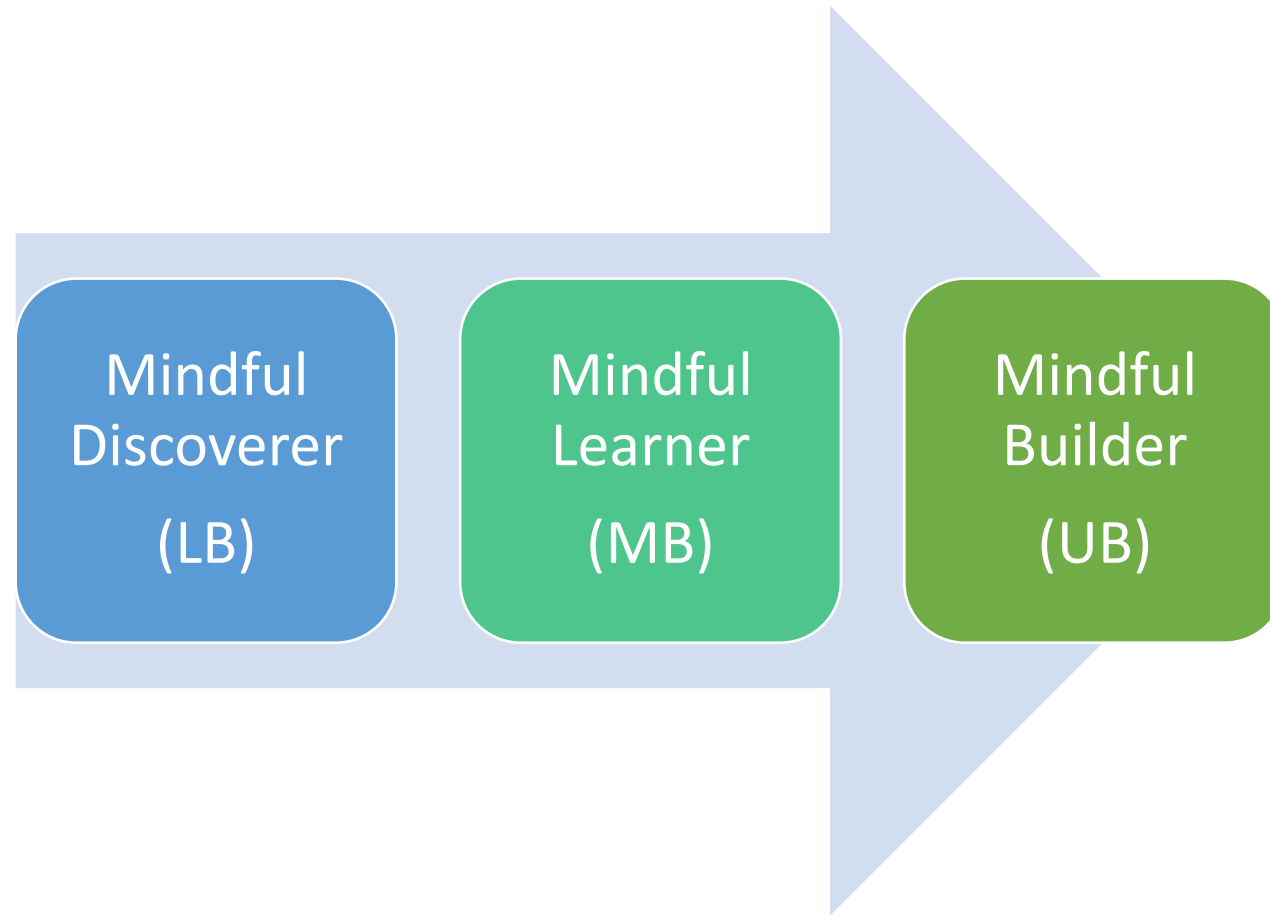 Mindful
Discoverer
(LB)
Mindful
Learner
(MB)
Mindful
Builder
(UB)